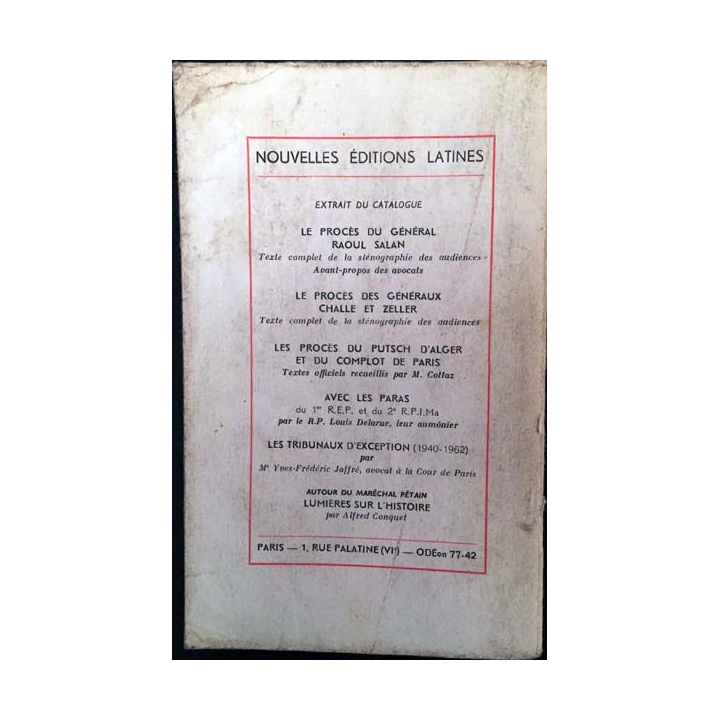 NOUVELLES ÉDITIONS LATINES
EXTRAIT DU CATALOGUE
LE PROCÈS DU GÉNÉRAL
RAOUL SALAN
Texte complet de la sténographie des audiences
Avant-propos des avocats
LE PROCÈS DES GÉNÉRAUX
CHALLE ET ZELLER
Texte complet de la sténographie des audiences
LES PROCÈS DU PUTSCH D'ALGER
ET DU COMPLOT DE PARIS
Textes officiels recueillis par M. Cottaz
AVEC LES PARAS
du 1er R.E.P. et du 2e R.P.I.Ma
par le R.P. Louis Delarue, leur aumônier
LES TRIBUNAUX D'EXCEPTION (1940-1962)
par
Me Yves-Frédéric Jaffré, avocat à la Cour de Paris
AUTOUR DU MARÉCHAL PÉTAIN
LUMIÈRES SUR L'HISTOIRE
par Alfred Conquet
PARIS — 1, RUE PALATINE (VIe) — ODÉon 77-42